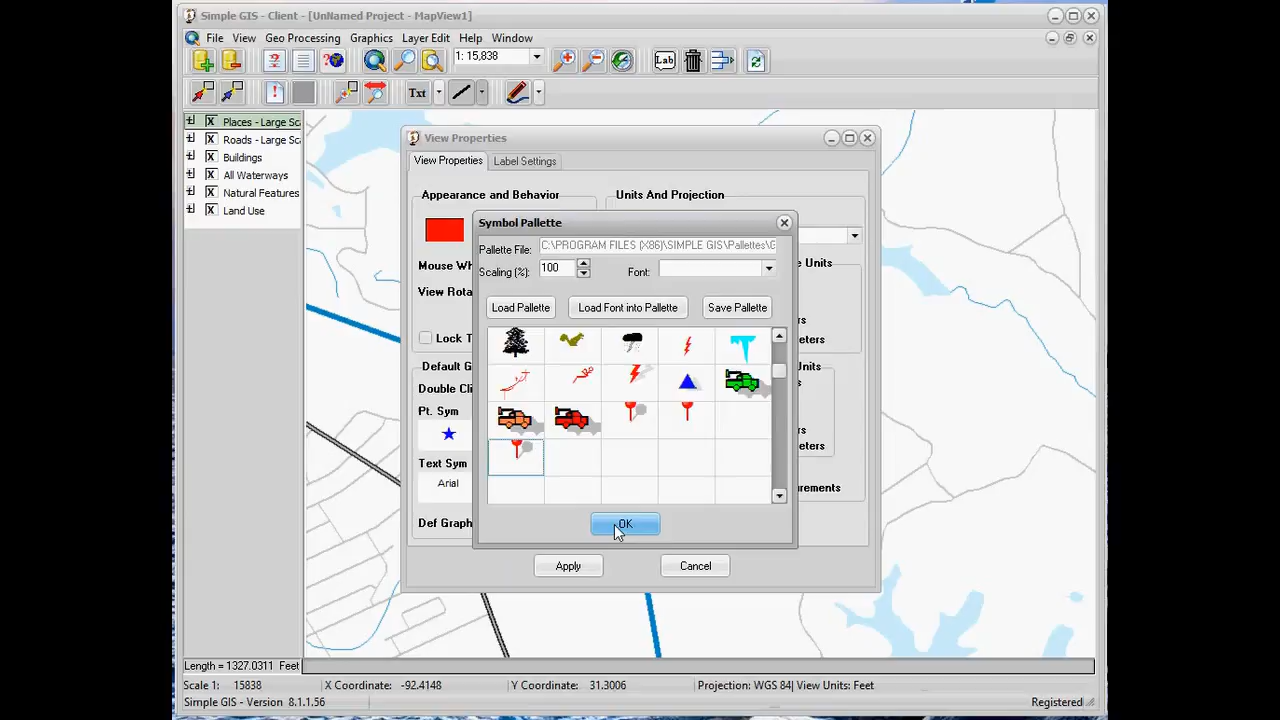 Simple GIS - Client - [UnNamed Project - MapView1]
File View Geo Processing Graphics Layer Edit Help Window
1: 15,838
Lab
Txt
Places - Large Sc
Roads - Large Sc
Buildings
All Waterways
Natural Features
Land Use
View Properties
View Properties Label Settings
Appearance and Behavior
Units And Projection
Mouse Wh
View Rota
Lock T
Default G
Double Cli
Pt. Sym
Text Sym
Arial
Def Graph
Units
rs
eters
nits
rs
eters
urements
Symbol Pallette
Pallette File: C:\PROGRAM FILES (X86)\SIMPLE GIS\Pallettes\
Scaling (%): 100 Font:
Load Pallette Load Font into Pallette Save Pallette
OK
Apply Cancel
Length = 1327.0311 Feet
Scale 1: 15838 X Coordinate: -92.4148 Y Coordinate: 31.3006 Projection: WGS 84| View Units: Feet
Simple GIS - Version 8.1.1.56 Registered